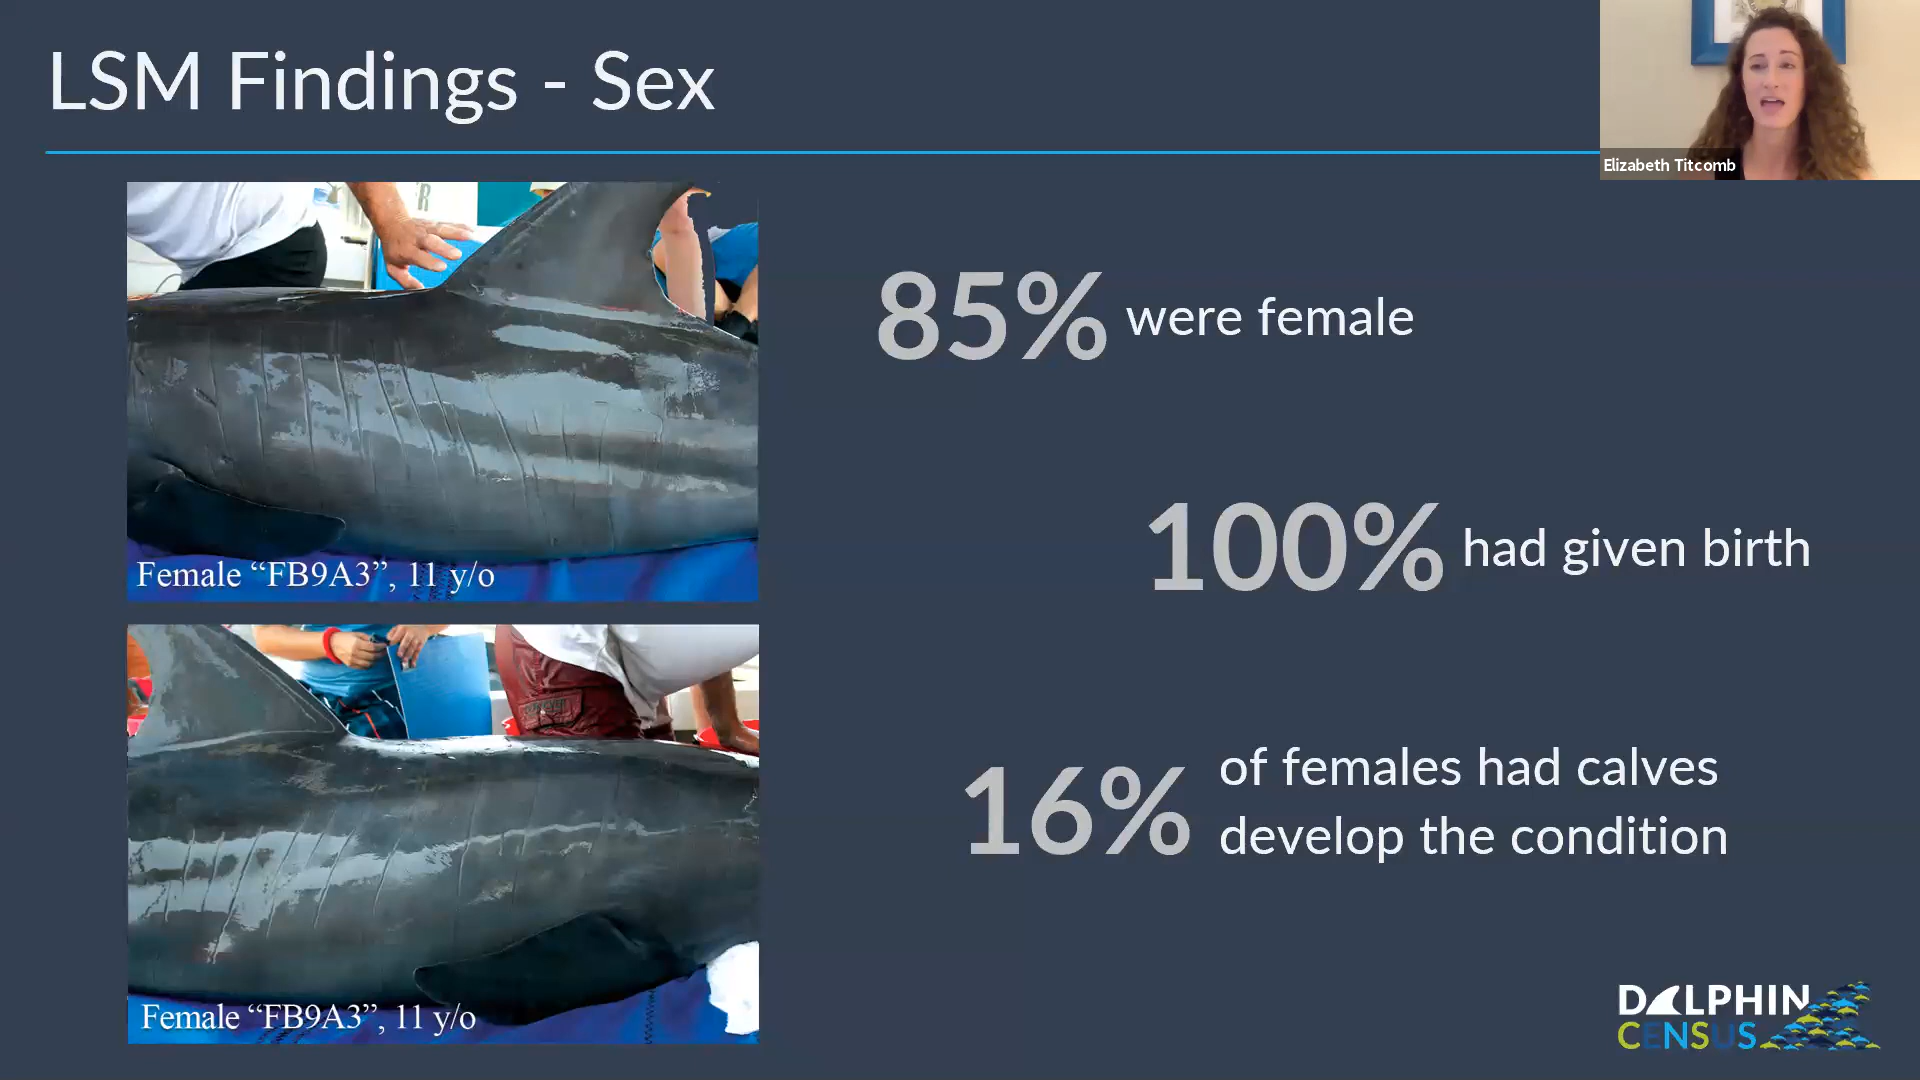 LSM Findings - Sex
Elizabeth Titcomb
R
85% were female
100% had given birth
Female “FB9A3”, 11 y/o
16% of females had calves
develop the condition
Female “FB9A3”, 11 y/o
DOLPHIN
CENSUS